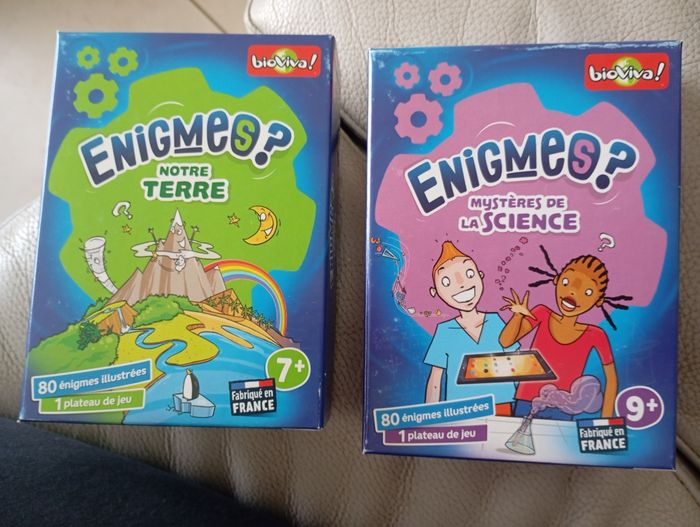 bioviva!
ENIGMES?
NOTRE
TERRE
7+
80 énigmes illustrées
1 plateau de jeu
Fabriqué en
FRANCE
bioviva!
ENIGMES?
MYSTÈRES DE
LA SCIENCE
9+
80 énigmes illustrées
1 plateau de jeu
Fabriqué en
FRANCE